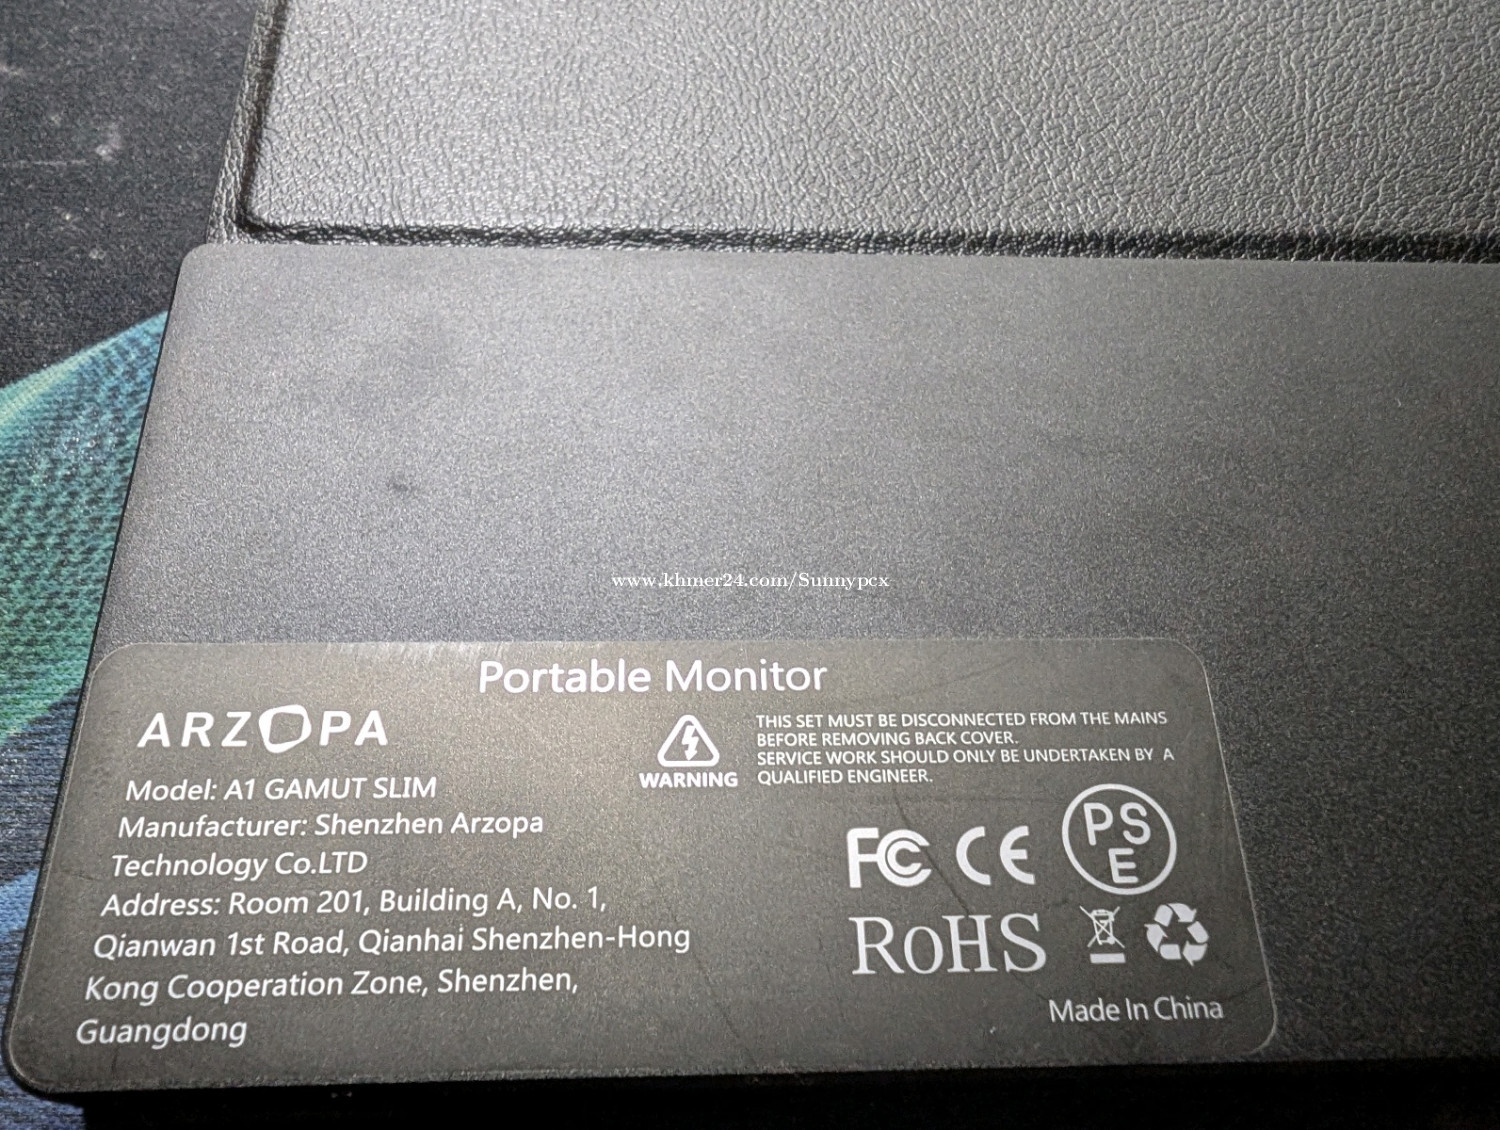 www.khmer24.com/Sunnypcx
Portable Monitor
ARZOPA
Model: A1 GAMUT SLIM
Manufacturer: Shenzhen Arzopa
Technology Co.LTD
Address: Room 201, Building A, No. 1,
Qianwan 1st Road, Qianhai Shenzhen-Hong
Kong Cooperation Zone, Shenzhen,
Guangdong
WARNING
THIS SET MUST BE DISCONNECTED FROM THE MAINS
BEFORE REMOVING BACK COVER.
SERVICE WORK SHOULD ONLY BE UNDERTAKEN BY A
QUALIFIED ENGINEER.
FC CE PSE
RoHS
Made In China